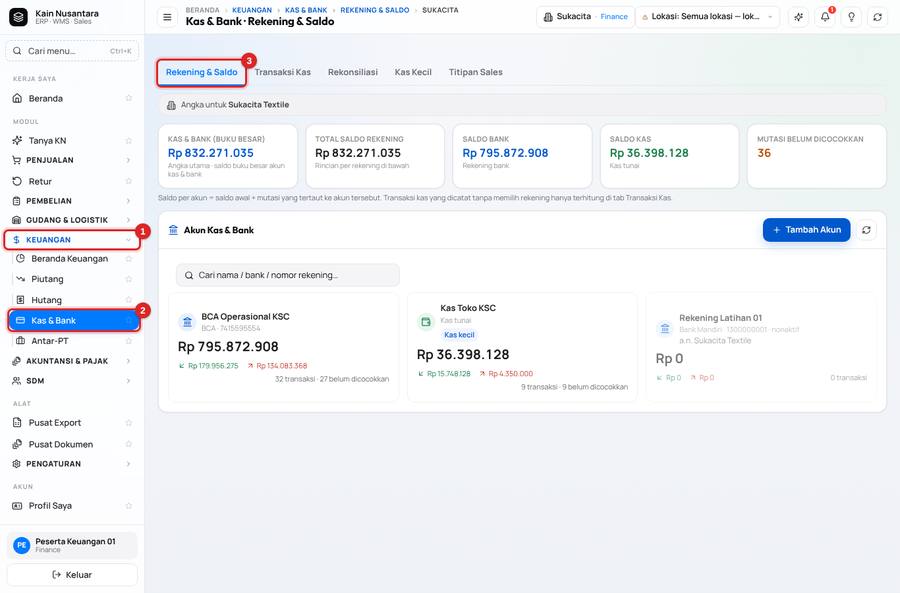 Kain Nusantara
ERP · WMS · Sales
Cari menu...
Ctrl+K
KERJA SAYA
Beranda
MODUL
Tanya KN
PENJUALAN
Retur
PEMBELIAN
GUDANG & LOGISTIK
KEUANGAN
1
Beranda Keuangan
Piutang
Hutang
Kas & Bank
2
Antar-PT
AKUNTANSI & PAJAK
SDM
ALAT
Pusat Export
Pusat Dokumen
PENGATURAN
AKUN
Profil Saya
PE
Peserta Keuangan 01
Finance
Keluar
BERANDA › KEUANGAN › KAS & BANK › REKENING & SALDO › SUKACITA
Kas & Bank · Rekening & Saldo
Sukacita · Finance
Lokasi: Semua lokasi — lok...
1
Rekening & Saldo
3
Transaksi Kas
Rekonsiliasi
Kas Kecil
Titipan Sales
Angka untuk Sukacita Textile
KAS & BANK (BUKU BESAR)
Rp 832.271.035
Angka utama · saldo buku besar akun
kas & bank
TOTAL SALDO REKENING
Rp 832.271.035
Rincian per rekening di bawah
SALDO BANK
Rp 795.872.908
Rekening bank
SALDO KAS
Rp 36.398.128
Kas tunai
MUTASI BELUM DICOCOKKAN
36
Saldo per akun = saldo awal + mutasi yang tertaut ke akun tersebut. Transaksi kas yang dicatat tanpa memilih rekening hanya terhitung di tab Transaksi Kas.
Akun Kas & Bank
Tambah Akun
Cari nama / bank / nomor rekening...
BCA Operasional KSC
BCA · 7415595554
Rp 795.872.908
Rp 179.956.275
Rp 134.083.368
32 transaksi · 27 belum dicocokkan
Kas Toko KSC
Kas tunai
Kas kecil
Rp 36.398.128
Rp 15.748.128
Rp 4.350.000
9 transaksi · 9 belum dicocokkan
Rekening Latihan 01
Bank Mandiri · 1300000001 · nonaktif
a.n. Sukacita Textile
Rp 0
Rp 0
Rp 0
0 transaksi